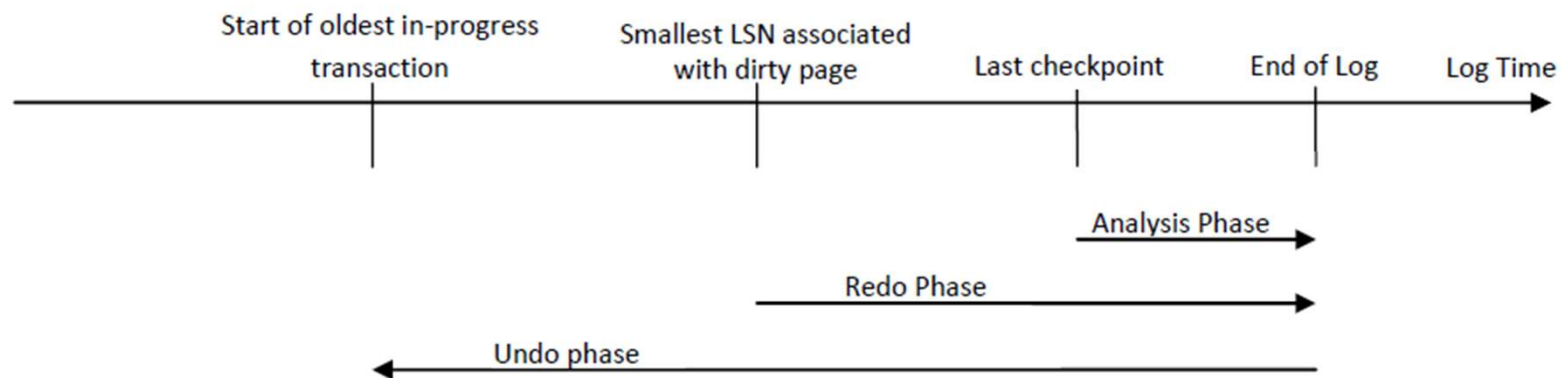 Start of oldest in-progress
transaction
Smallest LSN associated
with dirty page
Last checkpoint
End of Log
Log Time
Analysis Phase
Redo Phase
Undo phase